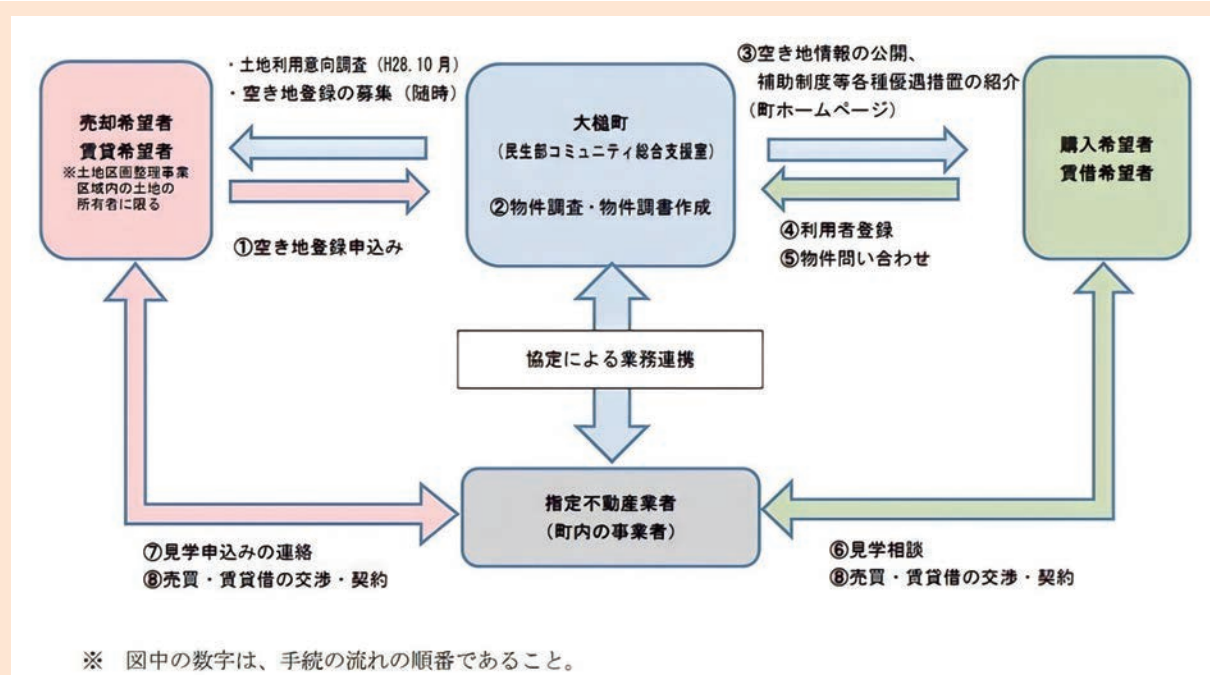 ・土地利用意向調査（H28.10月）
・空き地登録の募集（随時）
③空き地情報の公開、
補助制度等各種優遇措置の紹介
（町ホームページ）
売却希望者
賃貸希望者
※土地区画整理事業
区域内の土地の
所有者に限る
大槌町
（民生部コミュニティ総合支援室）
②物件調査・物件調書作成
購入希望者
賃借希望者
①空き地登録申込み
④利用者登録
⑤物件問い合わせ
協定による業務連携
指定不動産業者
（町内の事業者）
⑦見学申込みの連絡
⑧売買・賃貸借の交渉・契約
⑥見学相談
⑧売買・賃貸借の交渉・契約
※　図中の数字は、手続の流れの順番であること。